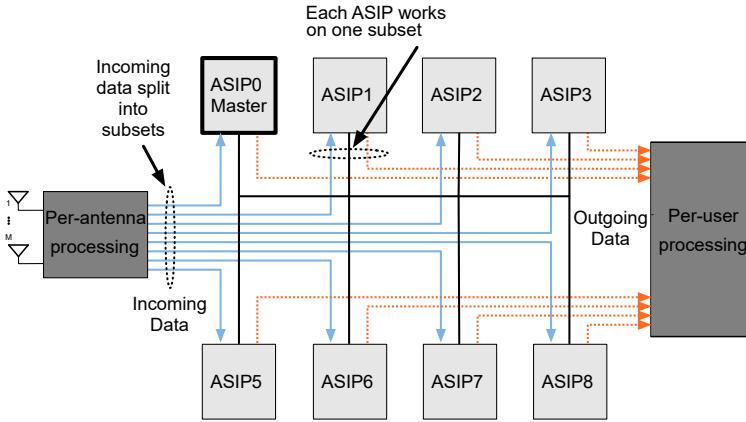 Each ASIP works
on one subset
Incoming
data split
into
subsets
ASIP0
Master
ASIP1
ASIP2
ASIP3
1
M
Per-antenna
processing
Outgoing
Data
Per-user
processing
Incoming
Data
ASIP5
ASIP6
ASIP7
ASIP8